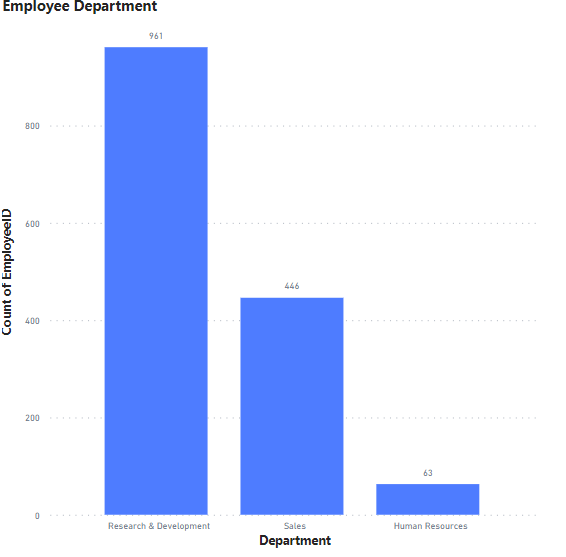 Employee Department
961
800
446
600
Count of EmployeeID
400
200
63
0
Research & Development
Sales
Human Resources
Department